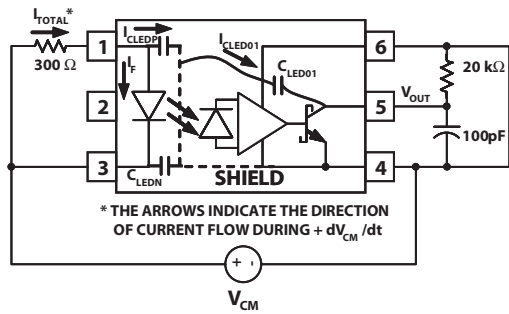 I_TOTAL*
300 Ω
1
I_CLEDP
I_CLED01
6
I_F
C_LED01
20 kΩ
2
5
V_OUT
100pF
3
C_LEDN
SHIELD
4
* THE ARROWS INDICATE THE DIRECTION
OF CURRENT FLOW DURING + dV_CM /dt
+ -
V_CM